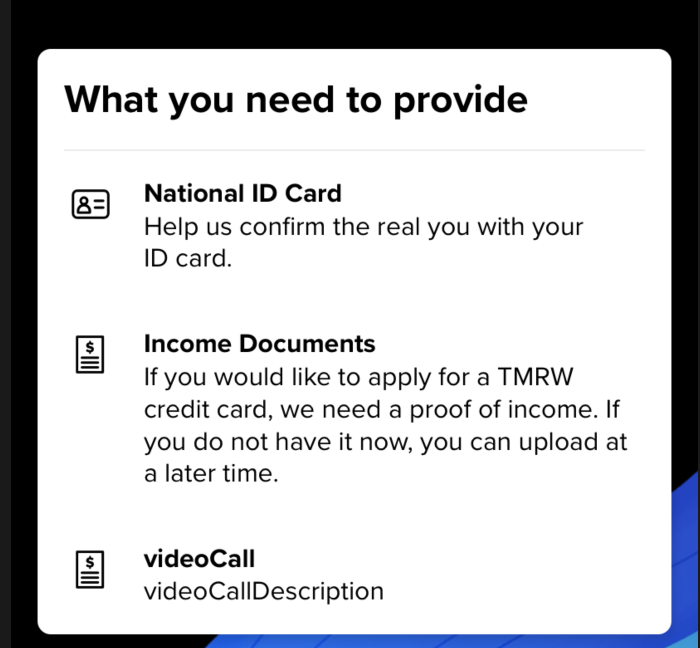 What you need to provide
National ID Card
Help us confirm the real you with your
ID card.
Income Documents
If you would like to apply for a TMRW
credit card, we need a proof of income. If
you do not have it now, you can upload at
a later time.
videoCall
videoCallDescription